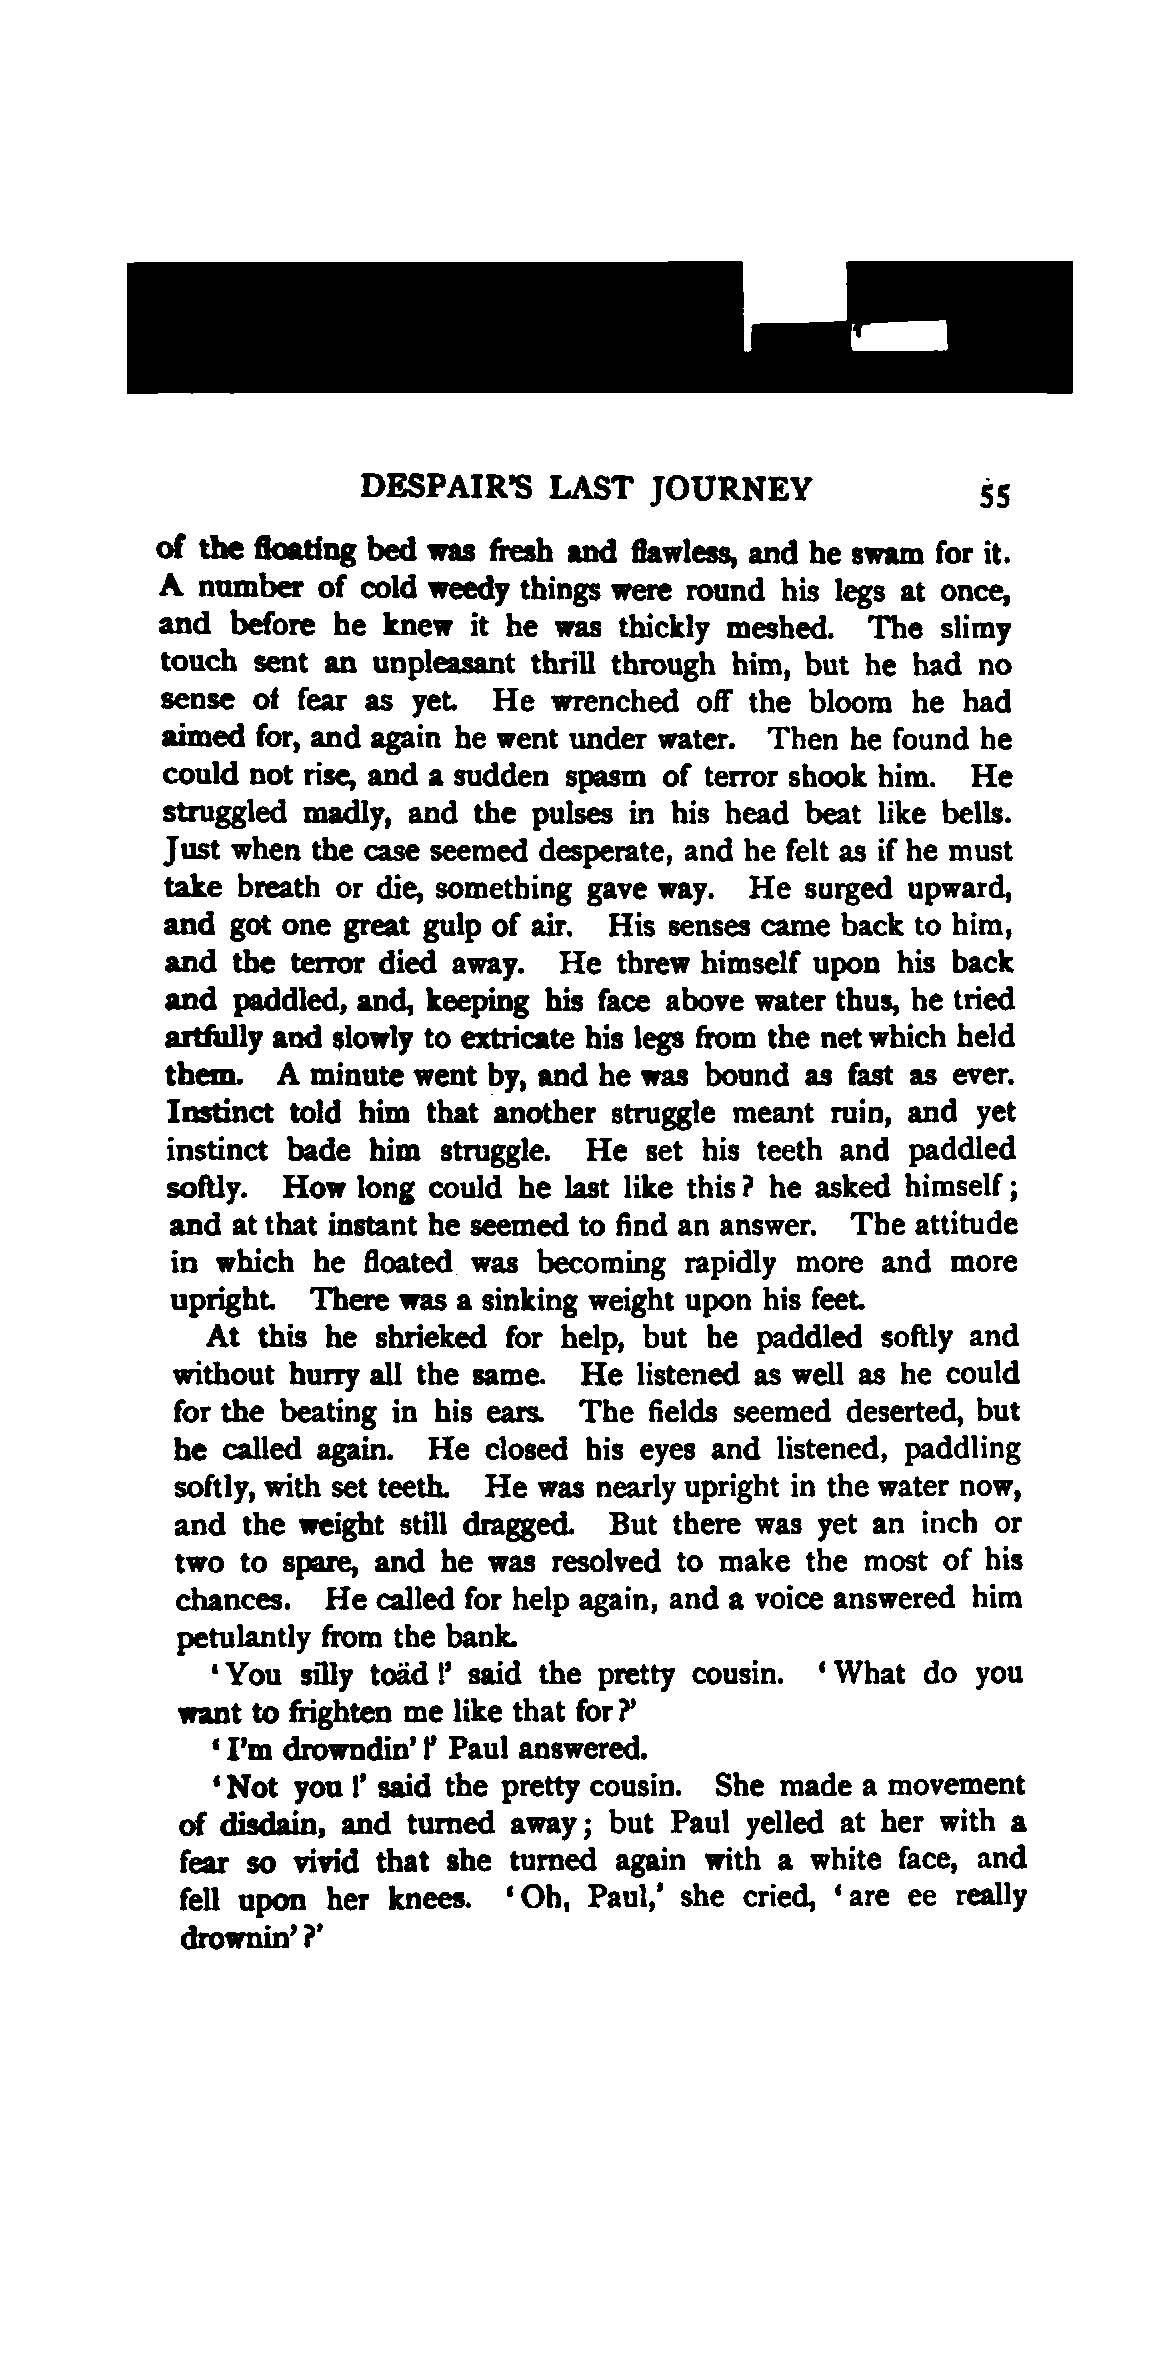 DESPAIR'S LAST JOURNEY 55
of the floating bed was fresh and flawless, and he swam for it.
A number of cold weedy things were round his legs at once,
and before he knew it he was thickly meshed. The slimy
touch sent an unpleasant thrill through him, but he had no
sense of fear as yet. He wrenched off the bloom he had
aimed for, and again he went under water. Then he found he
could not rise, and a sudden spasm of terror shook him. He
struggled madly, and the pulses in his head beat like bells.
Just when the case seemed desperate, and he felt as if he must
take breath or die, something gave way. He surged upward,
and got one great gulp of air. His senses came back to him,
and the terror died away. He threw himself upon his back
and paddled, and, keeping his face above water thus, he tried
artfully and slowly to extricate his legs from the net which held
them. A minute went by, and he was bound as fast as ever.
Instinct told him that another struggle meant ruin, and yet
instinct bade him struggle. He set his teeth and paddled
softly. How long could he last like this? he asked himself;
and at that instant he seemed to find an answer. The attitude
in which he floated was becoming rapidly more and more
upright. There was a sinking weight upon his feet.
At this he shrieked for help, but he paddled softly and
without hurry all the same. He listened as well as he could
for the beating in his ears. The fields seemed deserted, but
he called again. He closed his eyes and listened, paddling
softly, with set teeth. He was nearly upright in the water now,
and the weight still dragged. But there was yet an inch or
two to spare, and he was resolved to make the most of his
chances. He called for help again, and a voice answered him
petulantly from the bank.
'You silly toäd!' said the pretty cousin. 'What do you
want to frighten me like that for?'
'I'm drowndin'!' Paul answered.
'Not you!' said the pretty cousin. She made a movement
of disdain, and turned away; but Paul yelled at her with a
fear so vivid that she turned again with a white face, and
fell upon her knees. 'Oh, Paul,' she cried, 'are ee really
drownin'?'